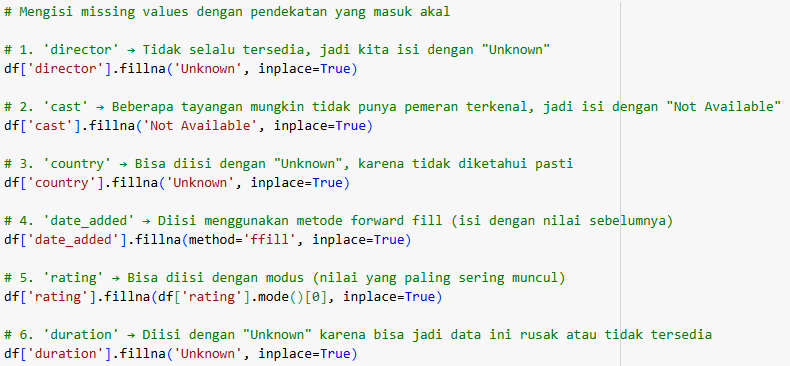 # Mengisi missing values dengan pendekatan yang masuk akal
# 1. 'director' → Tidak selalu tersedia, jadi kita isi dengan "Unknown"
df['director'].fillna('Unknown', inplace=True)
# 2. 'cast' → Beberapa tayangan mungkin tidak punya pemeran terkenal, jadi isi dengan "Not Available"
df['cast'].fillna('Not Available', inplace=True)
# 3. 'country' → Bisa diisi dengan "Unknown", karena tidak diketahui pasti
df['country'].fillna('Unknown', inplace=True)
# 4. 'date_added' → Diisi menggunakan metode forward fill (isi dengan nilai sebelumnya)
df['date_added'].fillna(method='ffill', inplace=True)
# 5. 'rating' → Bisa diisi dengan modus (nilai yang paling sering muncul)
df['rating'].fillna(df['rating'].mode()[0], inplace=True)
# 6. 'duration' → Diisi dengan "Unknown" karena bisa jadi data ini rusak atau tidak tersedia
df['duration'].fillna('Unknown', inplace=True)